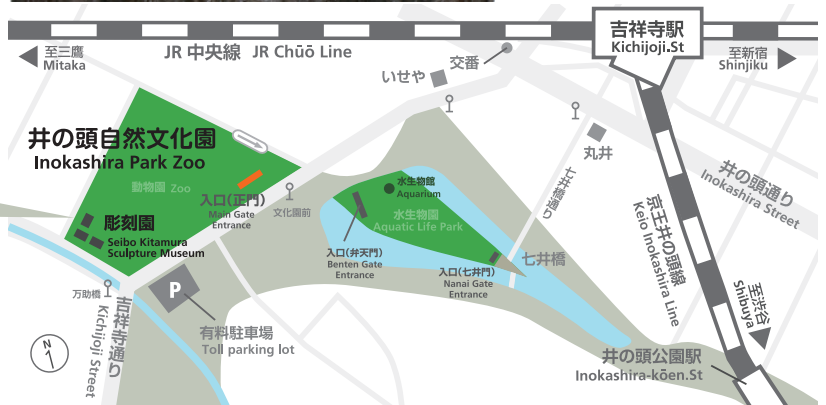 吉祥寺駅
Kichijoji.St
至三鷹
Mitaka
JR 中央線 JR Chūō Line
交番
至新宿
Shinjiku
いせや
丸井
井の頭自然文化園
Inokashira Park Zoo
動物園 Zoo
入口(正門)
Main Gate
Entrance
文化園前
彫刻園
Seibo Kitamura
Sculpture Museum
水生物館
Aquarium
水生物園
Aquatic Life Park
入口(弁天門)
Benten Gate
Entrance
入口(七井門)
Nanai Gate
Entrance
七井橋
七井橋通り
井の頭通り
Inokashira Street
京王井の頭線
Keio Inokashira Line
至渋谷
Shibuya
万助橋
P
吉祥寺通り
Kichijoji Street
有料駐車場
Toll parking lot
N
井の頭公園駅
Inokashira-kōen.St